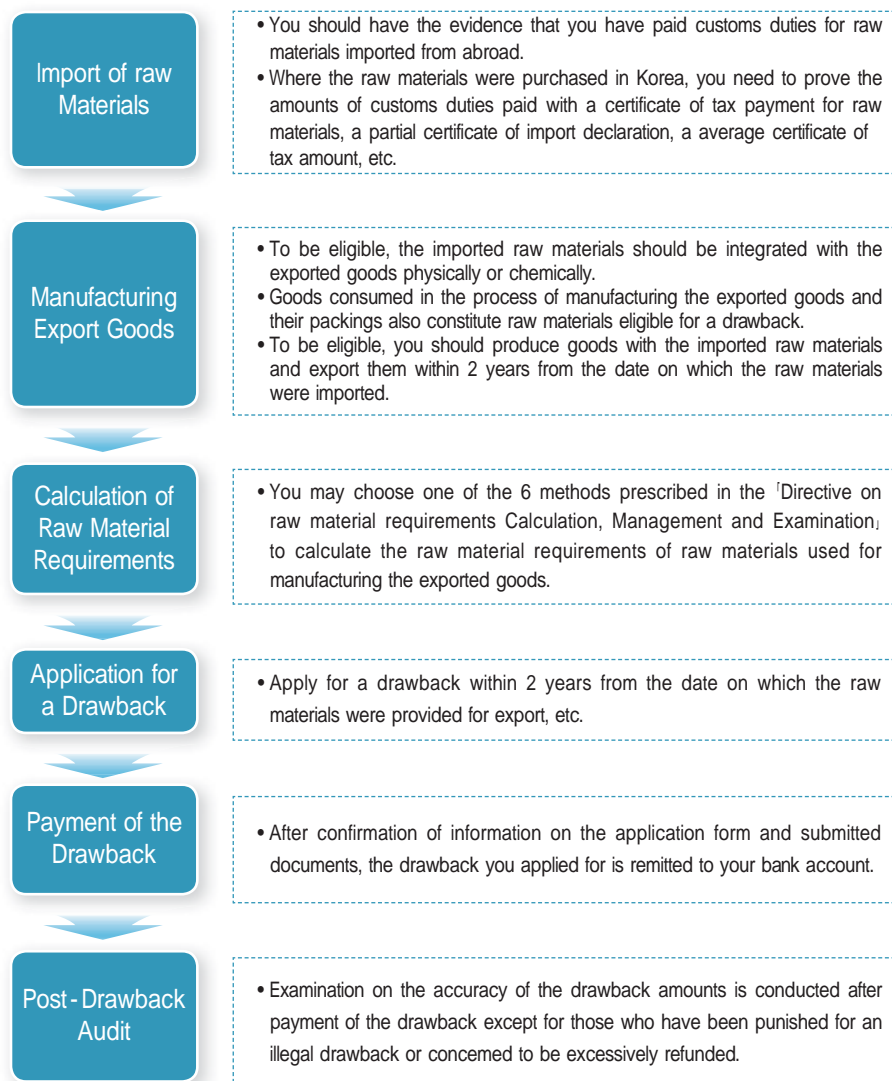 Import of raw
Materials
• You should have the evidence that you have paid customs duties for raw
materials imported from abroad.
• Where the raw materials were purchased in Korea, you need to prove the
amounts of customs duties paid with a certificate of tax payment for raw
materials, a partial certificate of import declaration, a average certificate of
tax amount, etc.
Manufacturing
Export Goods
• To be eligible, the imported raw materials should be integrated with the
exported goods physically or chemically.
• Goods consumed in the process of manufacturing the exported goods and
their packings also constitute raw materials eligible for a drawback.
• To be eligible, you should produce goods with the imported raw materials
and export them within 2 years from the date on which the raw materials
were imported.
Calculation of
Raw Material
Requirements
• You may choose one of the 6 methods prescribed in the「Directive on
raw material requirements Calculation, Management and Examination」
to calculate the raw material requirements of raw materials used for
manufacturing the exported goods.
Application for
a Drawback
• Apply for a drawback within 2 years from the date on which the raw
materials were provided for export, etc.
Payment of the
Drawback
• After confirmation of information on the application form and submitted
documents, the drawback you applied for is remitted to your bank account.
Post-Drawback
Audit
• Examination on the accuracy of the drawback amounts is conducted after
payment of the drawback except for those who have been punished for an
illegal drawback or concemed to be excessively refunded.